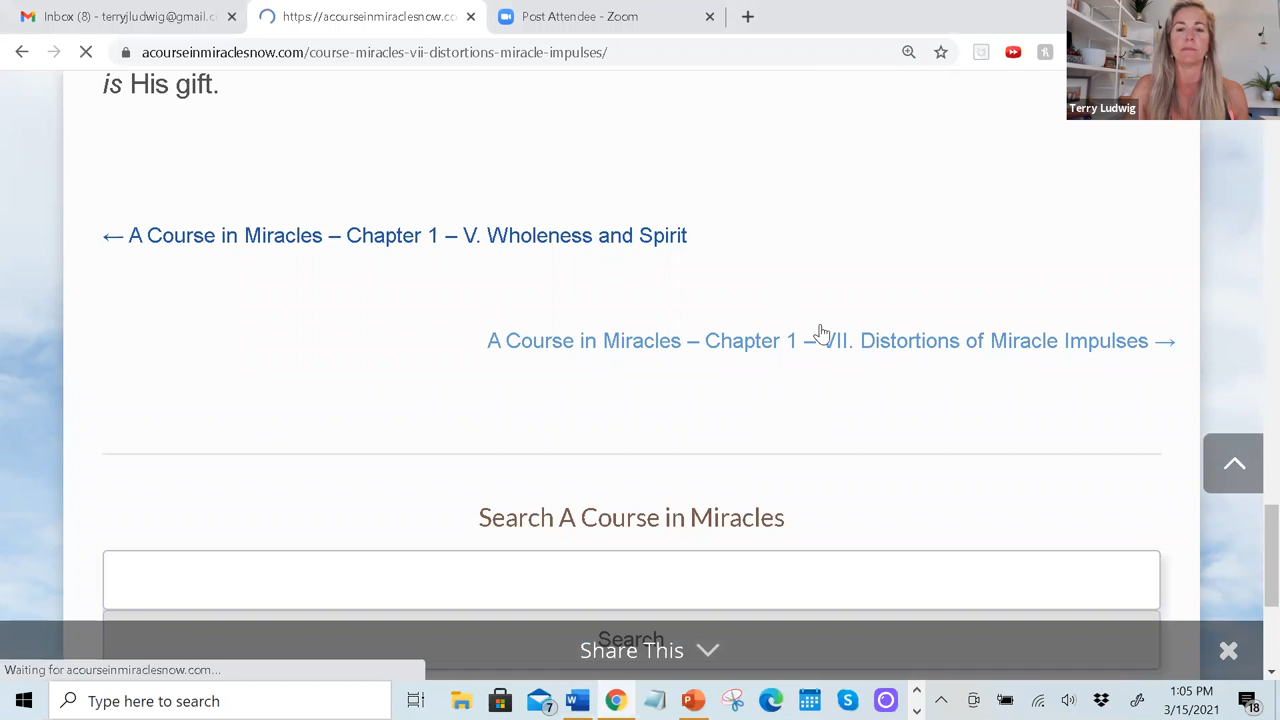 Inbox (8) - terryludwig@gmail.c
https://acourseinmiraclesnow.co
Post Attendee - Zoom
acourseinmiraclesnow.com/course-miracles-vii-distortions-miracle-impulses/
Terry Ludwig
is His gift.
← A Course in Miracles – Chapter 1 – V. Wholeness and Spirit
A Course in Miracles – Chapter 1 – VII. Distortions of Miracle Impulses →
Search A Course in Miracles
Search
Share This
Waiting for acourseinmiraclesnow.com...
Type here to search
7
1:05 PM
3/15/2021
18